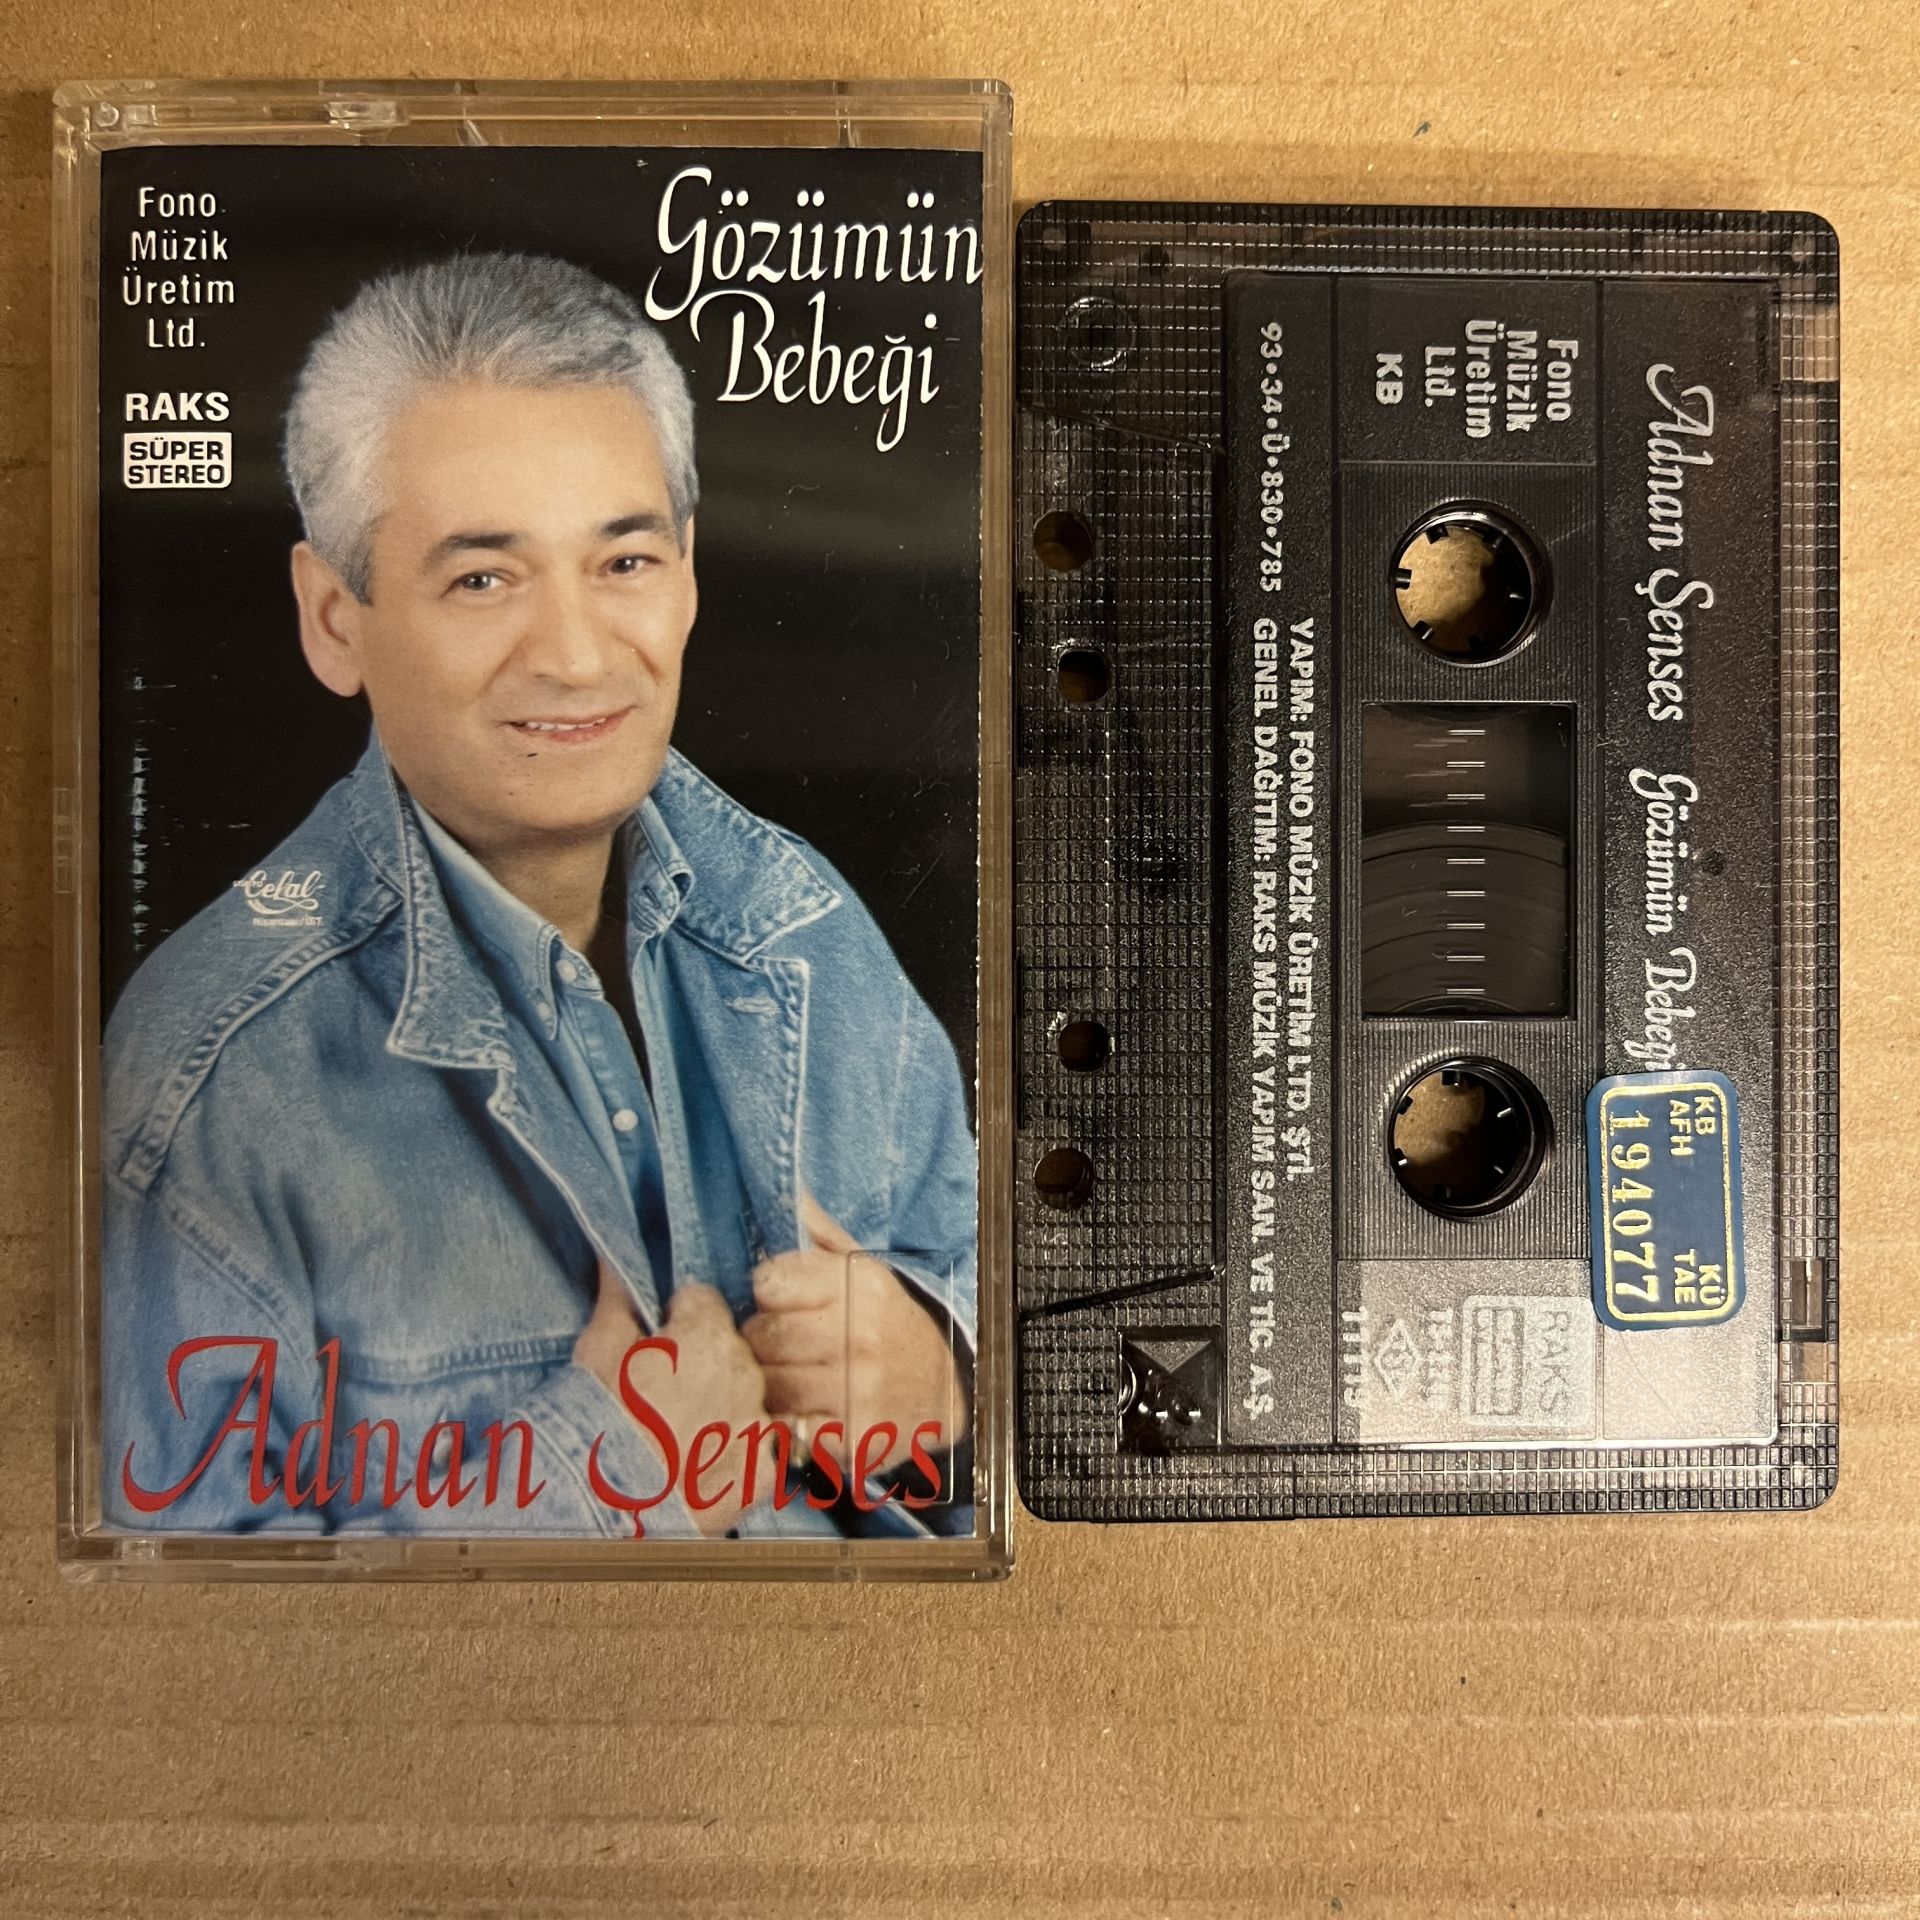 Fono
Müzik
Üretim
Ltd.
RAKS
SÜPER
STEREO
Gözümün
Bebeği
Celal
Adnan Şenses
Adnan Şenses Gözümün Bebeği
Fono
Müzik
Üretim
Ltd.
KB
93•34•Ü•830•785
YAPIM: FONO MÜZİK ÜRETİM LTD. ŞTİ.
GENEL DAĞITIM: RAKS MÜZİK YAPIM SAN. VE TİC. A.Ş.
KB KÜ
AFH TAE
194077
RAKS